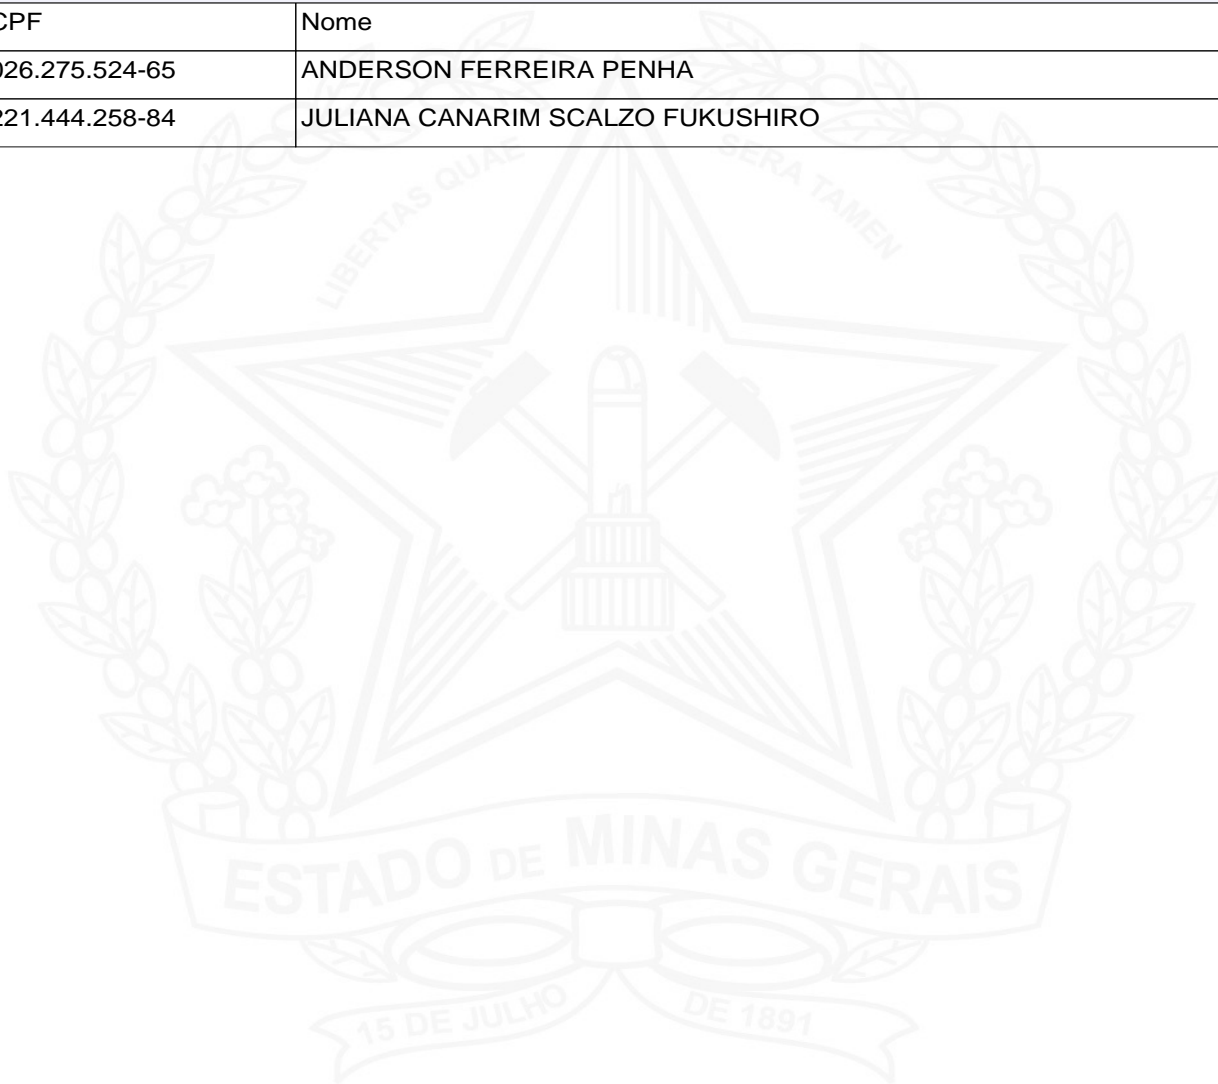 CPF Nome
026.275.524-65 ANDERSON FERREIRA PENHA
221.444.258-84 JULIANA CANARIM SCALZO FUKUSHIRO
LIBERTAS QUAE SERA TAMEN
ESTADO DE MINAS GERAIS
15 DE JULHO DE 1891